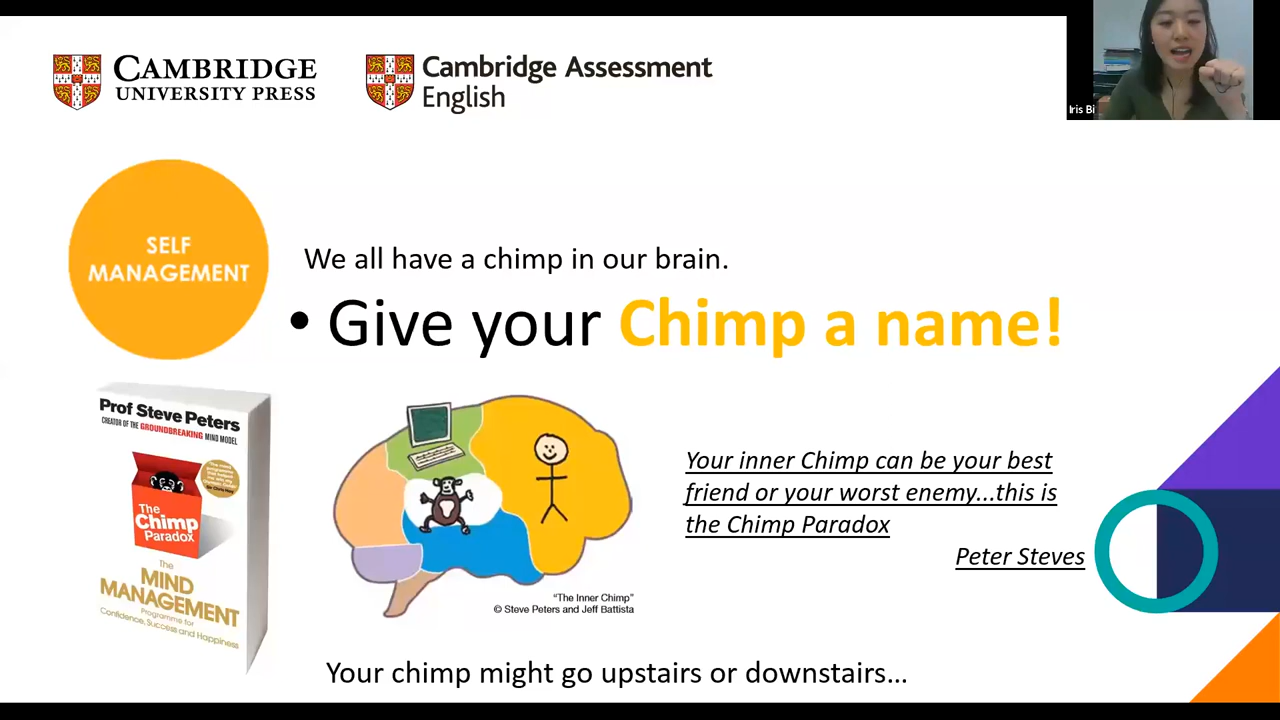 CAMBRIDGE
UNIVERSITY PRESS
Cambridge Assessment
English
Iris Bi
SELF
MANAGEMENT
We all have a chimp in our brain.
• Give your Chimp a name!
Prof Steve Peters
CREATOR OF THE GROUNDBREAKING MIND MODEL
The
Chimp
Paradox
The
MIND
MANAGEMENT
Programme for
Confidence, Success and Happiness
"The Inner Chimp"
© Steve Peters and Jeff Battista
Your inner Chimp can be your best
friend or your worst enemy...this is
the Chimp Paradox
Peter Steves
Your chimp might go upstairs or downstairs...